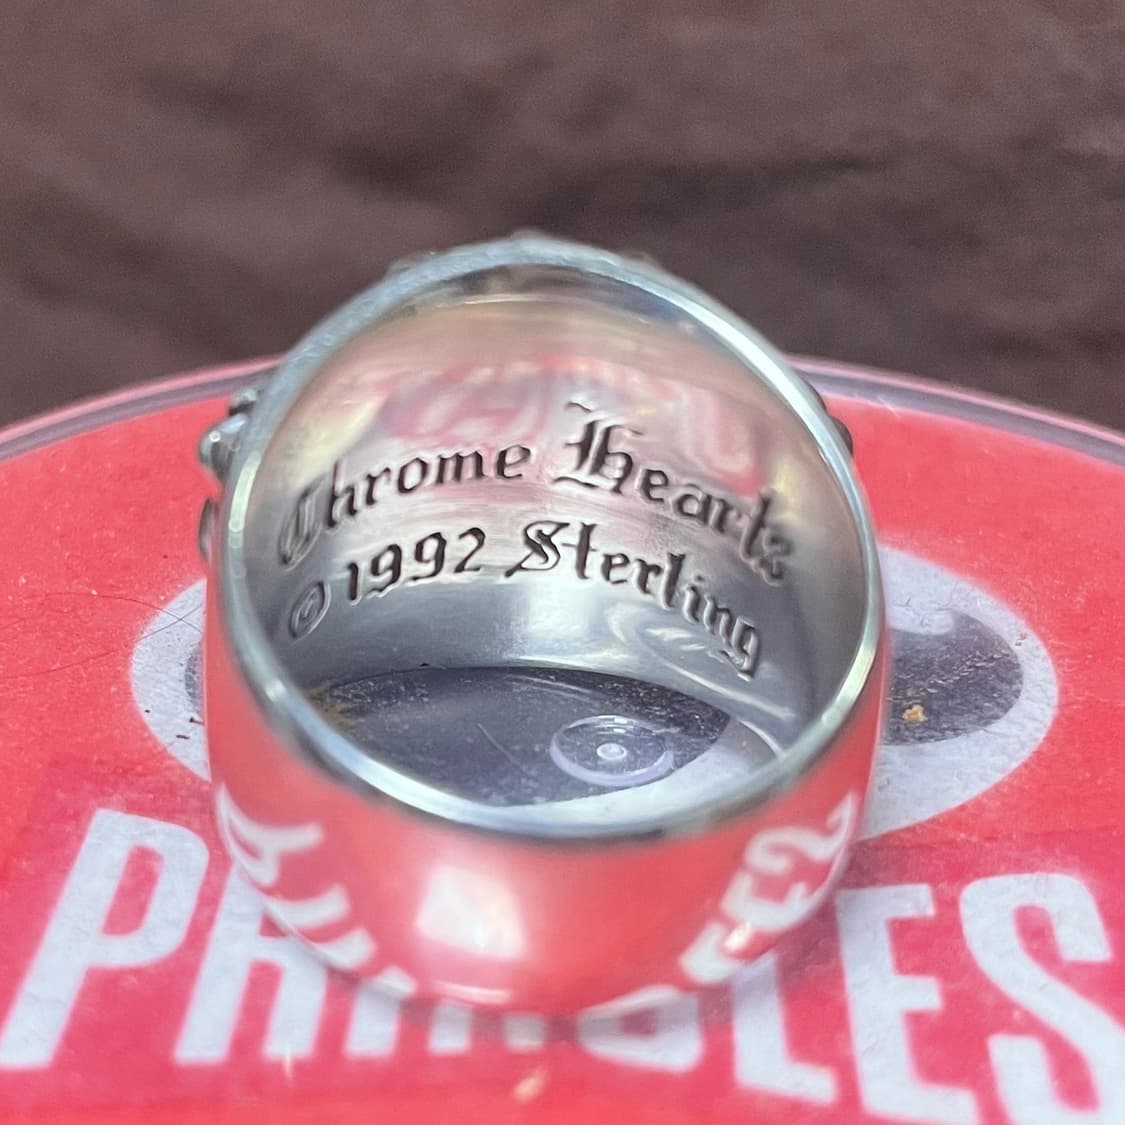 Chrome Hearts
© 1992 Sterling
PRINGLES